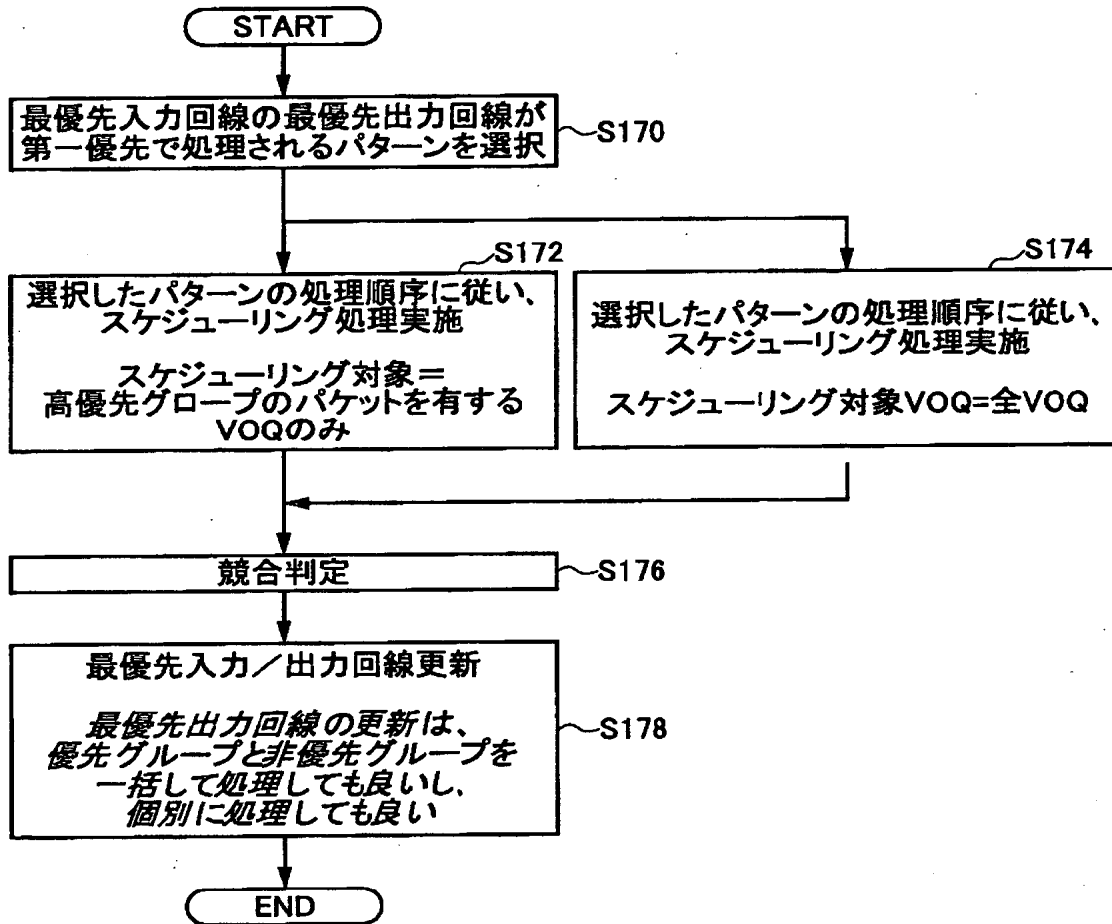 START
最優先入力回線の最優先出力回線が
第一優先で処理されるパターンを選択
S170
S172
選択したパターンの処理順序に従い、
スケジューリング処理実施
スケジューリング対象＝
高優先グロープのパケットを有する
VOQのみ
S174
選択したパターンの処理順序に従い、
スケジューリング処理実施
スケジューリング対象VOQ=全VOQ
競合判定
S176
最優先入力／出力回線更新
最優先出力回線の更新は、
優先グループと非優先グループを
一括して処理しても良いし、
個別に処理しても良い
S178
END